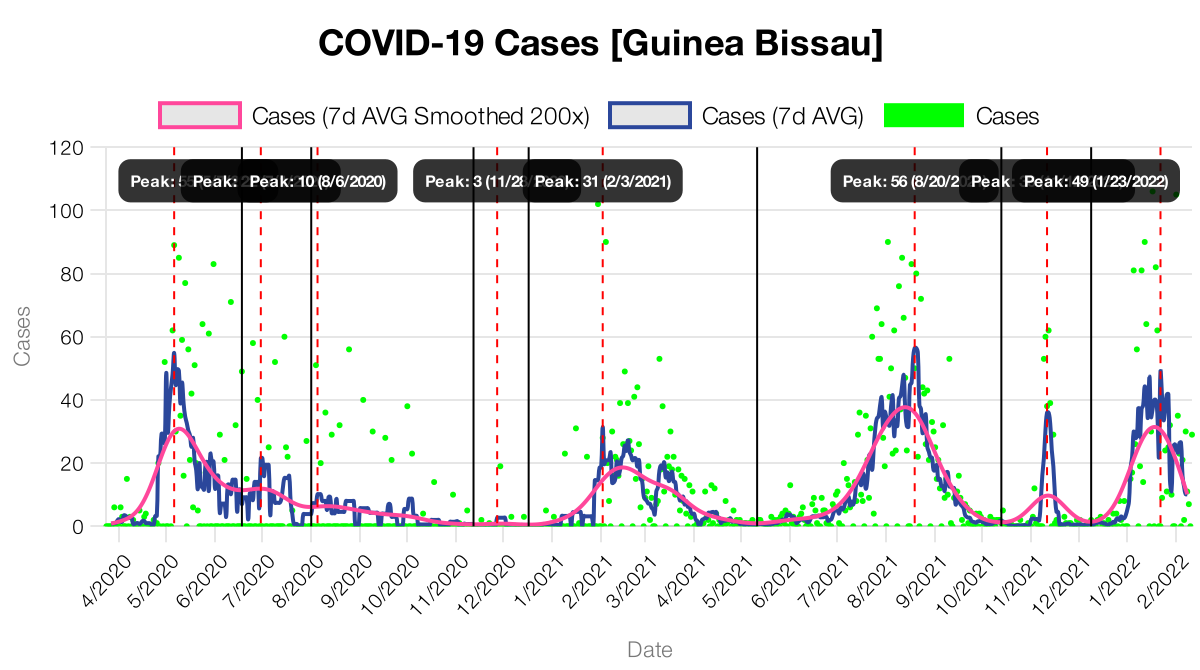 COVID-19 Cases [Guinea Bissau]
Cases (7d AVG Smoothed 200x)
Cases (7d AVG)
Cases
120
100
80
60
40
20
0
Peak:
Peak:
Peak: 10 (8/6/2020)
Peak: 3 (11/28/
Peak: 31 (2/3/2021)
Peak: 56 (8/20/20
Peak:
Peak: 49 (1/23/2022)
Cases
4/2020
5/2020
6/2020
7/2020
8/2020
9/2020
10/2020
11/2020
12/2020
1/2021
2/2021
3/2021
4/2021
5/2021
6/2021
7/2021
8/2021
9/2021
10/2021
11/2021
12/2021
1/2022
2/2022
Date